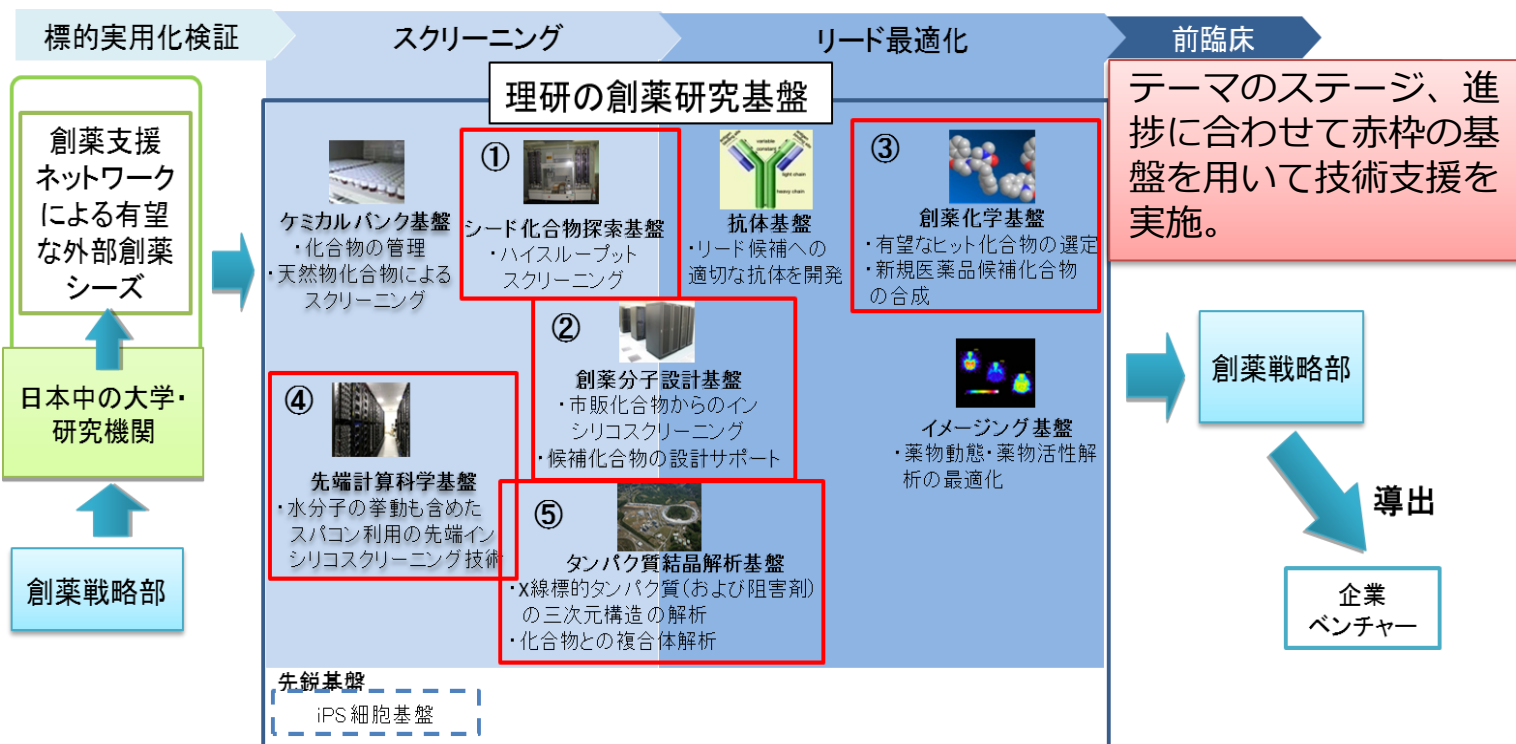 標的実用化検証
スクリーニング
リード最適化
前臨床
理研の創薬研究基盤
テーマのステージ、進
捗に合わせて赤枠の基
盤を用いて技術支援を
実施。
創薬支援
ネットワーク
による有望
な外部創薬
シーズ
日本中の大学・
研究機関
創薬戦略部
ケミカルバンク基盤
・化合物の管理
・天然物化合物による
スクリーニング
①
シード化合物探索基盤
・ハイスループット
スクリーニング
variable
constant
light chain
heavy chain
抗体基盤
・リード候補への
適切な抗体を開発
③
創薬化学基盤
・有望なヒット化合物の選定
・新規医薬品候補化合物
の合成
②
創薬分子設計基盤
・市販化合物からのイン
シリコスクリーニング
・候補化合物の設計サポート
④
先端計算科学基盤
・水分子の挙動も含めた
スパコン利用の先端イン
シリコスクリーニング技術
イメージング基盤
・薬物動態・薬物活性解
析の最適化
⑤
タンパク質結晶解析基盤
・X線標的タンパク質(および阻害剤)
の三次元構造の解析
・化合物との複合体解析
先鋭基盤
iPS細胞基盤
創薬戦略部
導出
企業
ベンチャー